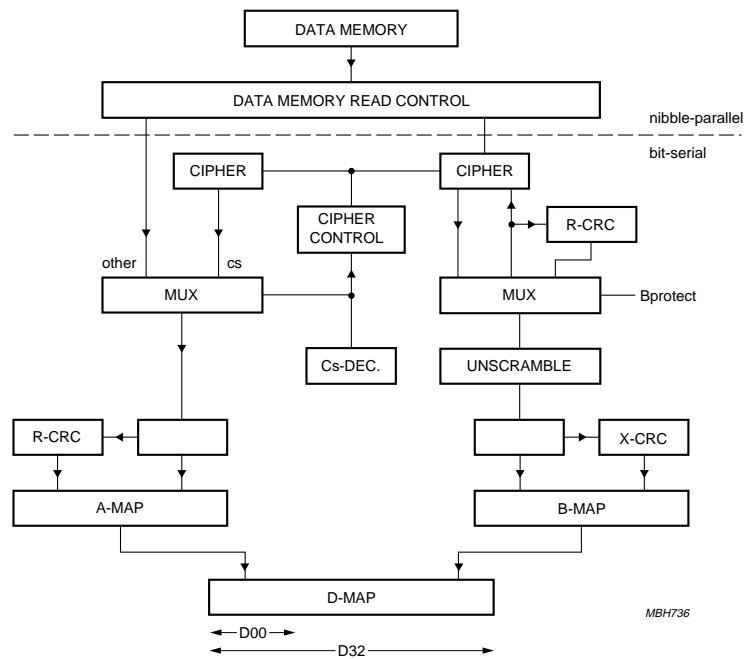 DATA MEMORY
DATA MEMORY READ CONTROL
nibble-parallel
bit-serial
CIPHER
CIPHER
CIPHER
CONTROL
R-CRC
other
cs
MUX
MUX
Bprotect
Cs-DEC.
UNSCRAMBLE
R-CRC
X-CRC
A-MAP
B-MAP
D-MAP
MBH736
D00
D32